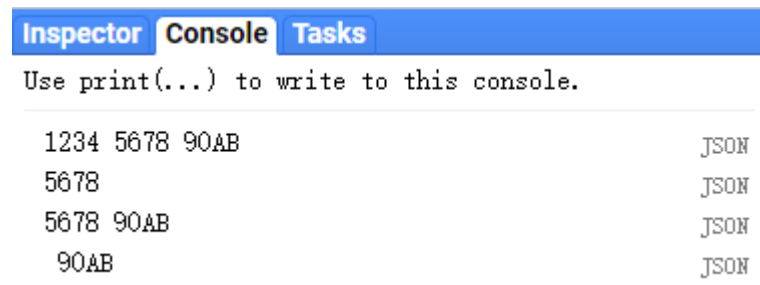 Inspector Console Tasks
Use print(...) to write to this console.
1234 5678 90AB JSON
5678 JSON
5678 90AB JSON
90AB JSON